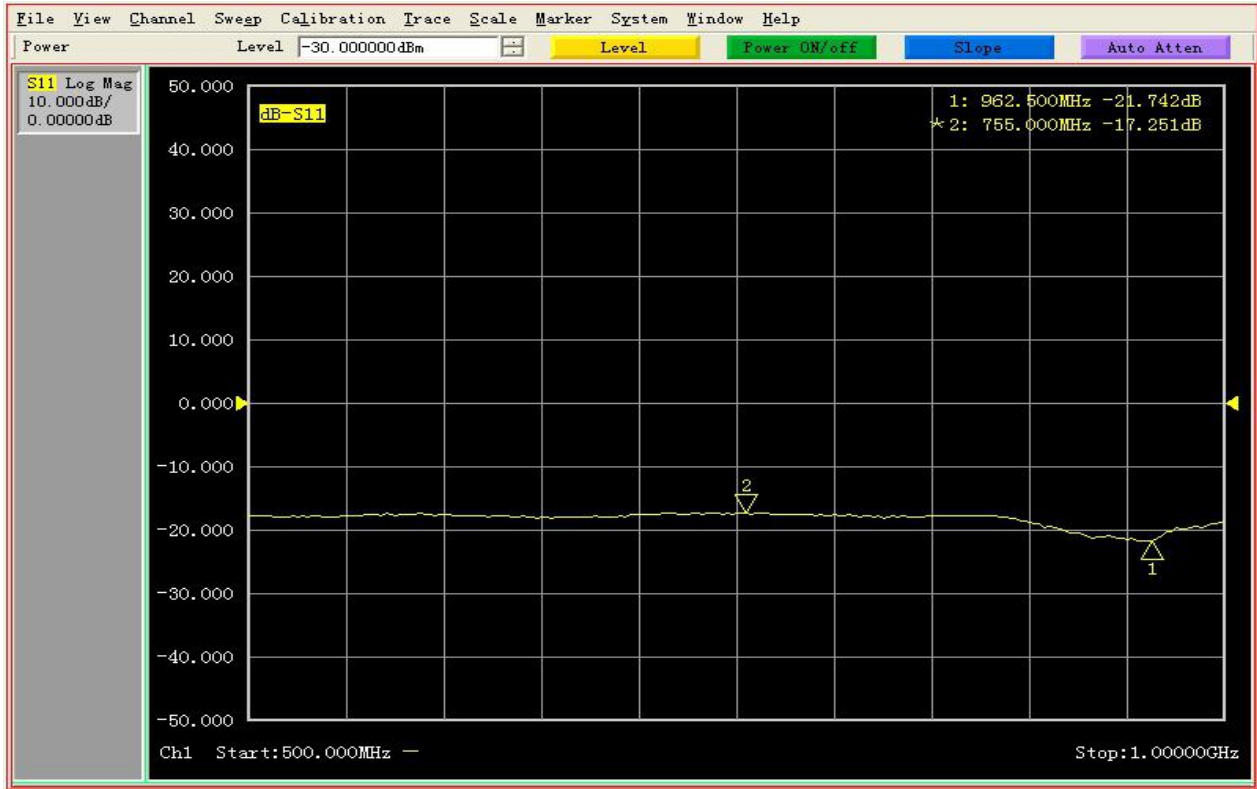 File View Channel Sweep Calibration Trace Scale Marker System Window Help
Power Level -30.000000dBm Level Power ON/off Slope Auto Atten
S11 Log Mag
10.000dB/
0.00000dB
dB-S11
1: 962.500MHz -21.742dB
*2: 755.000MHz -17.251dB
50.000
40.000
30.000
20.000
10.000
0.000
-10.000
-20.000
-30.000
-40.000
-50.000
2
1
Ch1 Start:500.000MHz — Stop:1.00000GHz